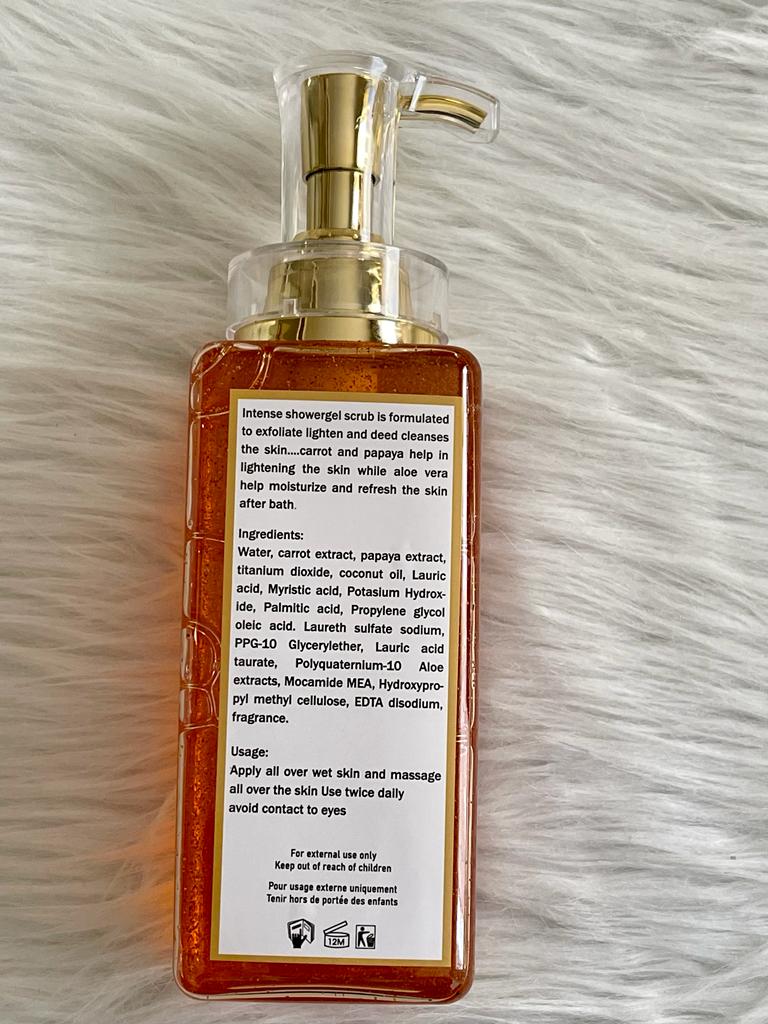 Intense showergel scrub is formulated
to exfoliate lighten and deed cleanses
the skin....carrot and papaya help in
lightening the skin while aloe vera
help moisturize and refresh the skin
after bath.
Ingredients:
Water, carrot extract, papaya extract,
titanium dioxide, coconut oil, Lauric
acid, Myristic acid, Potasium Hydrox-
ide, Palmitic acid, Propylene glycol
oleic acid. Laureth sulfate sodium,
PPG-10 Glycerylether, Lauric acid
taurate, Polyquaternium-10 Aloe
extracts, Mocamide MEA, Hydroxypro-
pyl methyl cellulose, EDTA disodium,
fragrance.
Usage:
Apply all over wet skin and massage
all over the skin Use twice daily
avoid contact to eyes
For external use only
Keep out of reach of children
Pour usage externe uniquement
Tenir hors de portée des enfants
12M